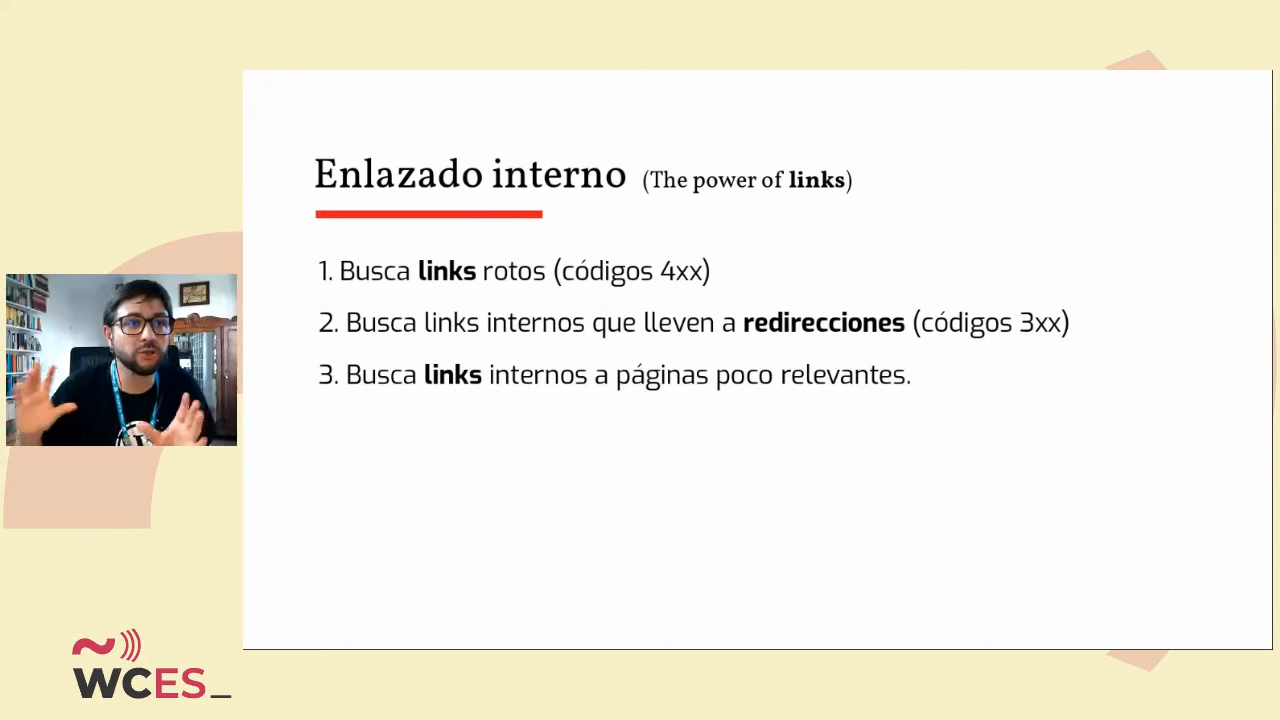 Enlazado interno (The power of links)
1. Busca links rotos (códigos 4xx)
2. Busca links internos que lleven a redirecciones (códigos 3xx)
3. Busca links internos a páginas poco relevantes.
WCES_